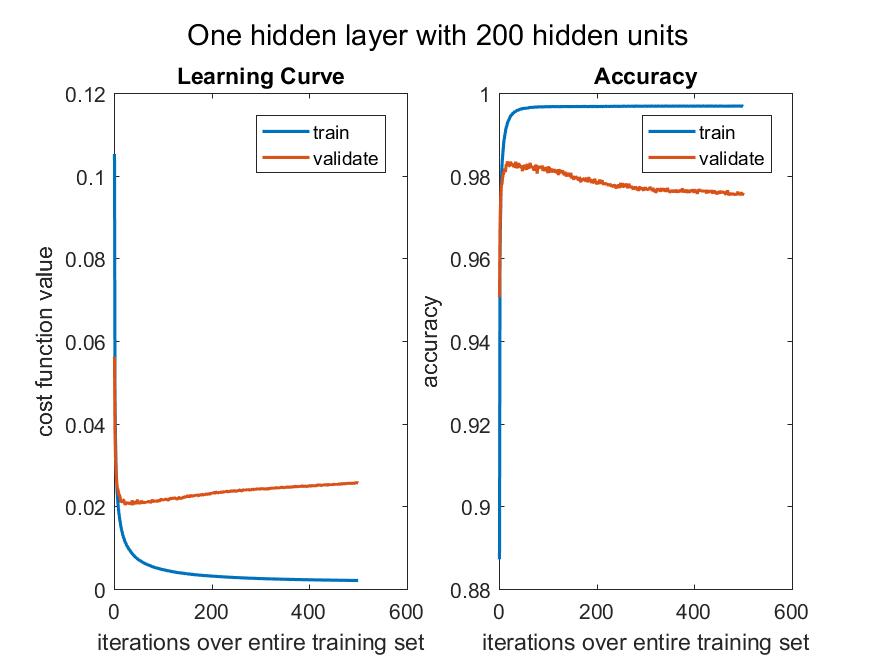 One hidden layer with 200 hidden units
Learning Curve
0.12
0.1
0.08
0.06
0.04
0.02
0
0 200 400 600
cost function value
iterations over entire training set
train
validate
Accuracy
1
0.98
0.96
0.94
0.92
0.9
0.88
0 200 400 600
accuracy
iterations over entire training set
train
validate